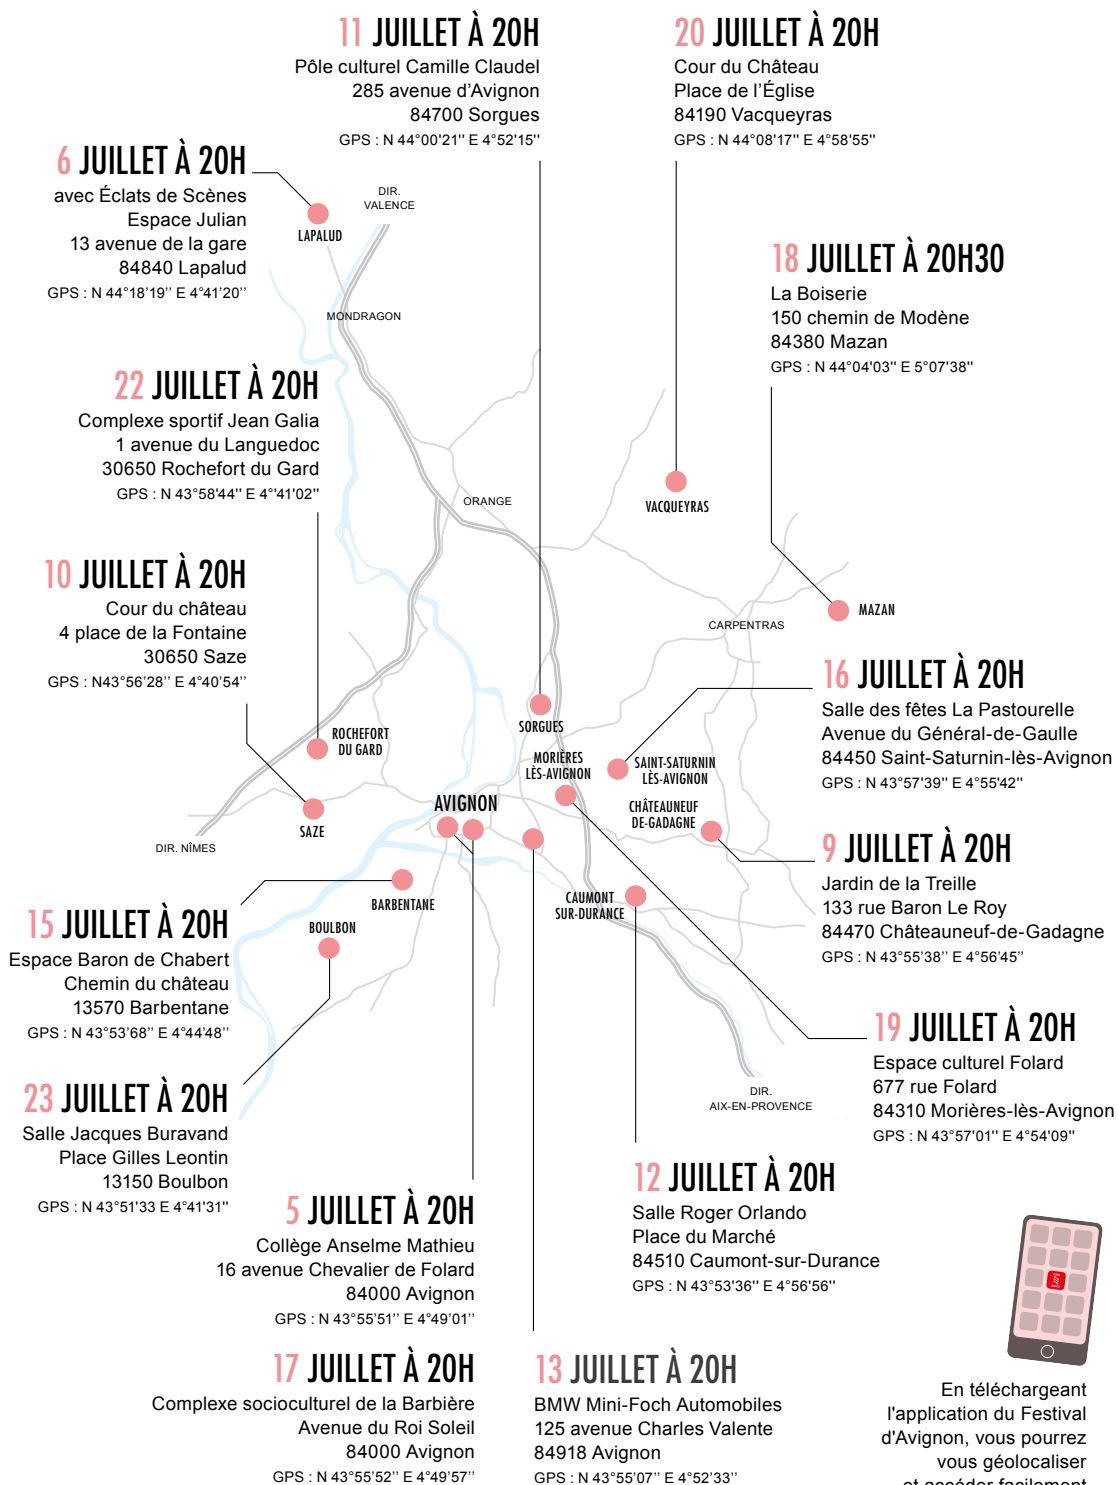 11 JUILLET À 20H
Pôle culturel Camille Claudel
285 avenue d'Avignon
84700 Sorgues
GPS : N 44°00'21'' E 4°52'15''
20 JUILLET À 20H
Cour du Château
Place de l'Église
84190 Vacqueyras
GPS : N 44°08'17'' E 4°58'55''
6 JUILLET À 20H
avec Éclats de Scènes
Espace Julian
13 avenue de la gare
84840 Lapalud
GPS : N 44°18'19'' E 4°41'20''
DIR.
VALENCE
LAPALUD
MONDRAGON
18 JUILLET À 20H30
La Boiserie
150 chemin de Modène
84380 Mazan
GPS : N 44°04'03'' E 5°07'38''
22 JUILLET À 20H
Complexe sportif Jean Galia
1 avenue du Languedoc
30650 Rochefort du Gard
GPS : N 43°58'44'' E 4°'41'02''
ORANGE
VACQUEYRAS
10 JUILLET À 20H
Cour du château
4 place de la Fontaine
30650 Saze
GPS : N43°56'28'' E 4°40'54''
MAZAN
CARPENTRAS
16 JUILLET À 20H
Salle des fêtes La Pastourelle
Avenue du Général-de-Gaulle
84450 Saint-Saturnin-lès-Avignon
GPS : N 43°57'39'' E 4°55'42''
ROCHEFORT
DU GARD
SORGUES
MORIÈRES
LÈS-AVIGNON
SAINT-SATURNIN
LÈS-AVIGNON
CHÂTEAUNEUF
DE-GADAGNE
AVIGNON
SAZE
DIR. NÎMES
9 JUILLET À 20H
Jardin de la Treille
133 rue Baron Le Roy
84470 Châteauneuf-de-Gadagne
GPS : N 43°55'38'' E 4°56'45''
BARBENTANE
CAUMONT
SUR-DURANCE
BOULBON
15 JUILLET À 20H
Espace Baron de Chabert
Chemin du château
13570 Barbentane
GPS : N 43°53'68'' E 4°44'48''
19 JUILLET À 20H
Espace culturel Folard
677 rue Folard
84310 Morières-lès-Avignon
GPS : N 43°57'01'' E 4°54'09''
DIR.
AIX-EN-PROVENCE
23 JUILLET À 20H
Salle Jacques Buravand
Place Gilles Leontin
13150 Boulbon
GPS : N 43°51'33 E 4°41'31''
12 JUILLET À 20H
Salle Roger Orlando
Place du Marché
84510 Caumont-sur-Durance
GPS : N 43°53'36'' E 4°56'56''
5 JUILLET À 20H
Collège Anselme Mathieu
16 avenue Chevalier de Folard
84000 Avignon
GPS : N 43°55'51'' E 4°49'01''
17 JUILLET À 20H
Complexe socioculturel de la Barbière
Avenue du Roi Soleil
84000 Avignon
GPS : N 43°55'52'' E 4°49'57''
13 JUILLET À 20H
BMW Mini-Foch Automobiles
125 avenue Charles Valente
84918 Avignon
GPS : N 43°55'07'' E 4°52'33''
En téléchargeant
l'application du Festival
d'Avignon, vous pourrez
vous géolocaliser
et accéder facilement